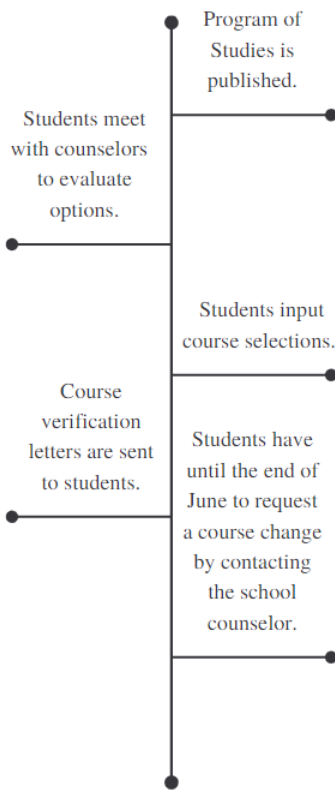 Program of
Studies is
published.
Students meet
with counselors
to evaluate
options.
Students input
course selections.
Course
verification
letters are sent
to students.
Students have
until the end of
June to request
a course change
by contacting
the school
counselor.